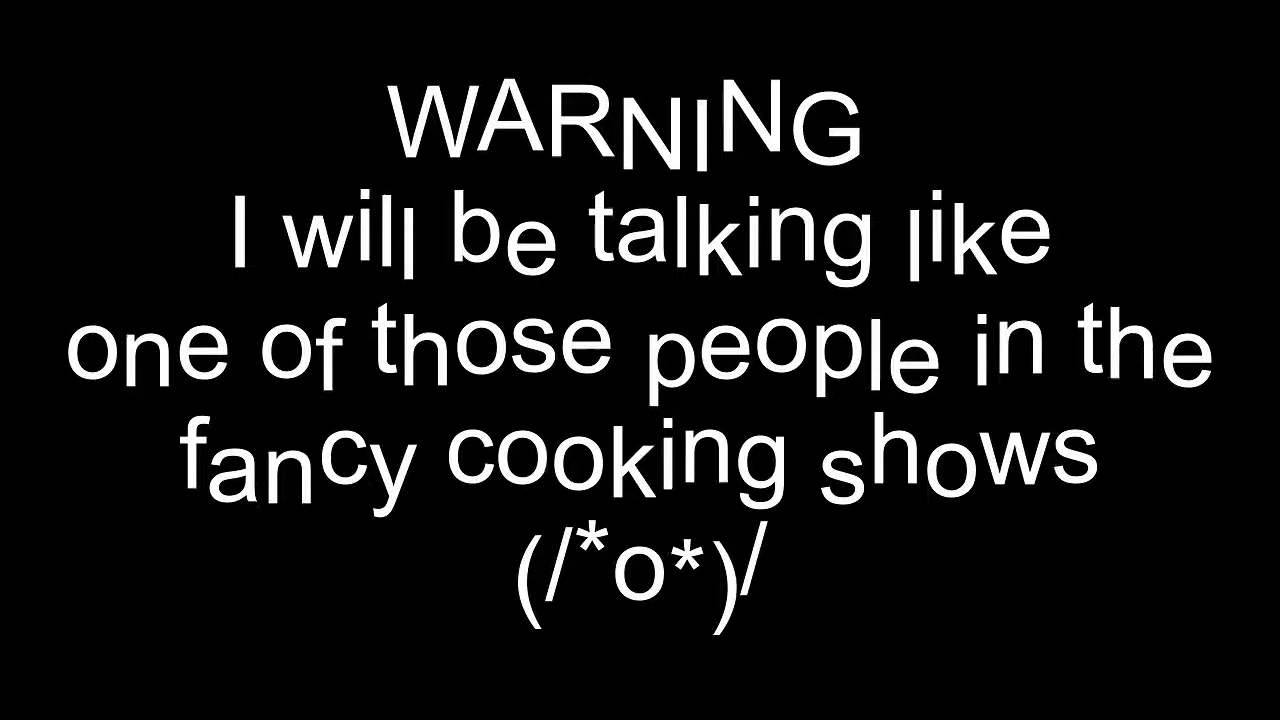 WARNING
I will be talking like
one of those people in the
fancy cooking shows
(/*o*)/